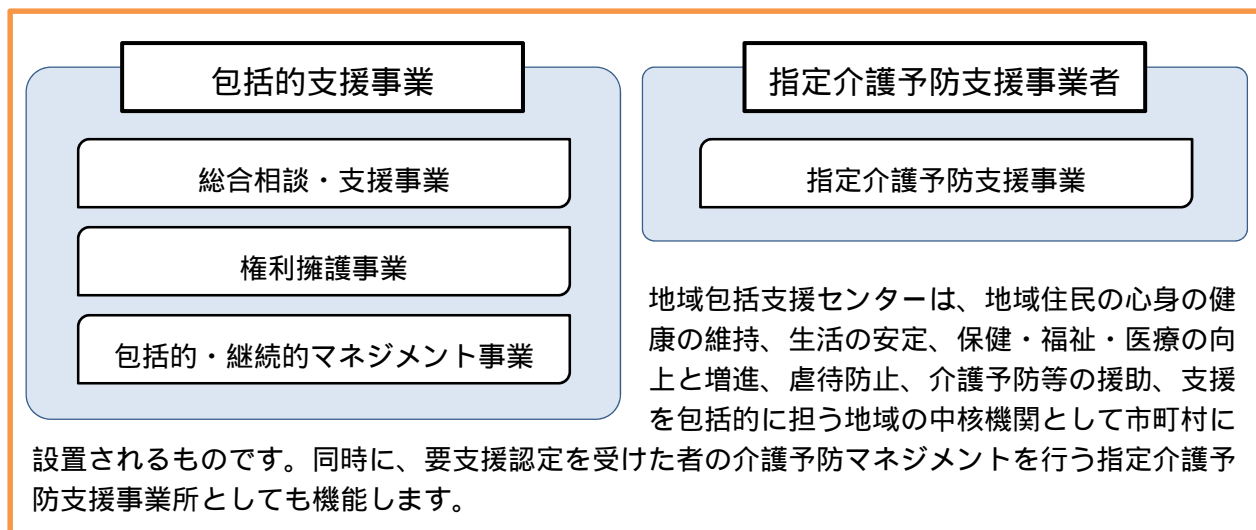 包括的支援事業
総合相談・支援事業
権利擁護事業
包括的・継続的マネジメント事業
指定介護予防支援事業者
指定介護予防支援事業
地域包括支援センターは、地域住民の心身の健
康の維持、生活の安定、保健・福祉・医療の向
上と増進、虐待防止、介護予防等の援助、支援
を包括的に担う地域の中核機関として市町村に
設置されるものです。同時に、要支援認定を受けた者の介護予防マネジメントを行う指定介護予
防支援事業所としても機能します。